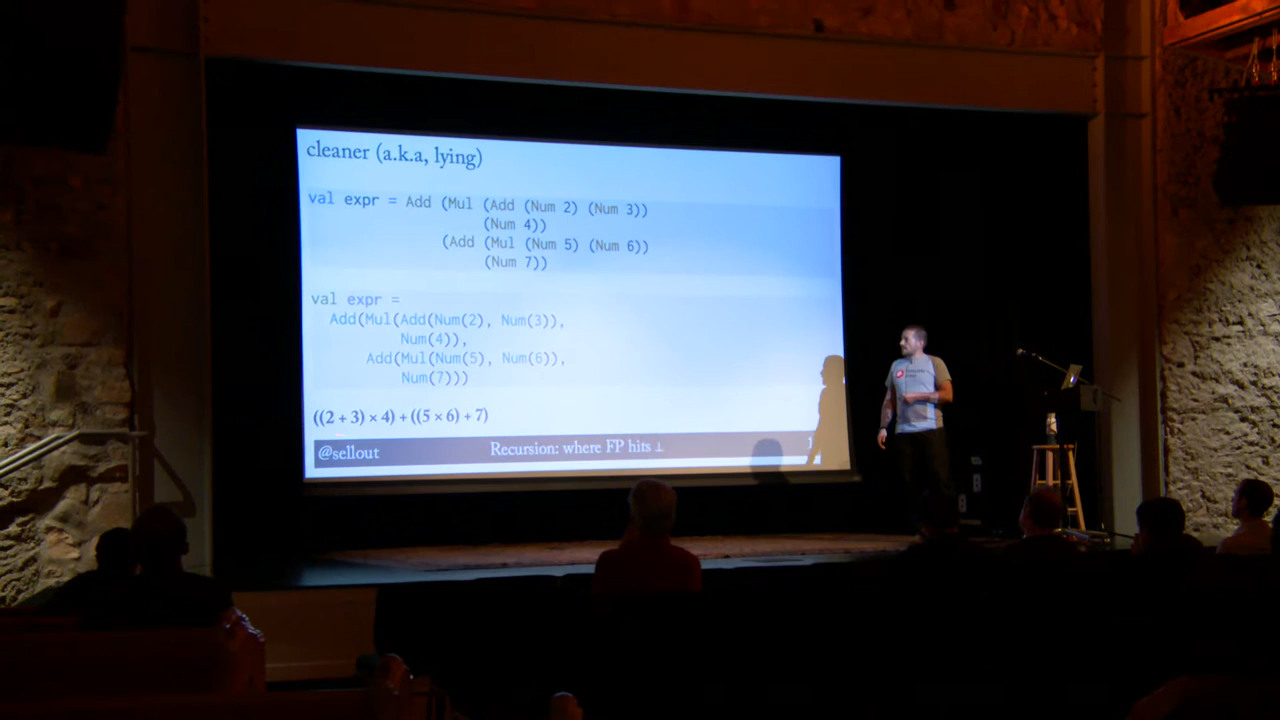 cleaner (a.k.a, lying)
val expr = Add (Mul (Add (Num 2) (Num 3))
(Num 4))
(Add (Mul (Num 5) (Num 6))
(Num 7))
val expr =
Add(Mul(Add(Num(2), Num(3)),
Num(4)),
Add(Mul(Num(5), Num(6)),
Num(7)))
((2 + 3) × 4) + ((5 × 6) + 7)
@sellout Recursion: where FP hits ⊥